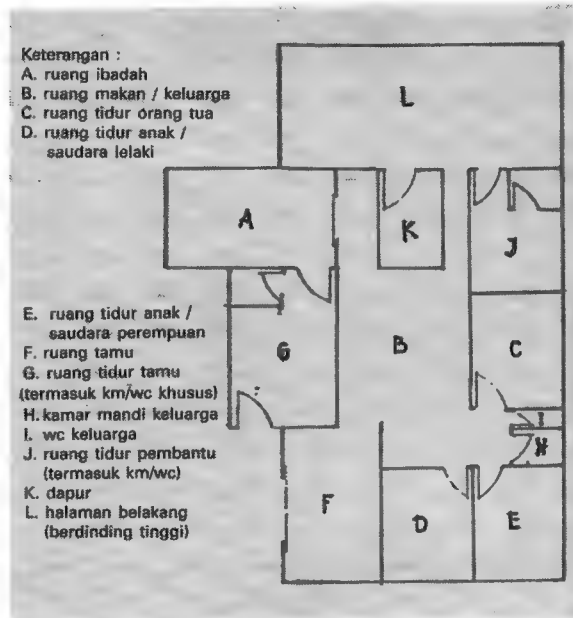 Keterangan :
A. ruang ibadah
B. ruang makan / keluarga
C. ruang tidur orang tua
D. ruang tidur anak /
saudara lelaki
E. ruang tidur anak /
saudara perempuan
F. ruang tamu
G. ruang tidur tamu
(termasuk km/wc khusus)
H. kamar mandi keluarga
I. wc keluarga
J. ruang tidur pembantu
(termasuk km/wc)
K. dapur
L. halaman belakang
(berdinding tinggi)
L
A
K
J
G
B
C
I
H
F
D
E